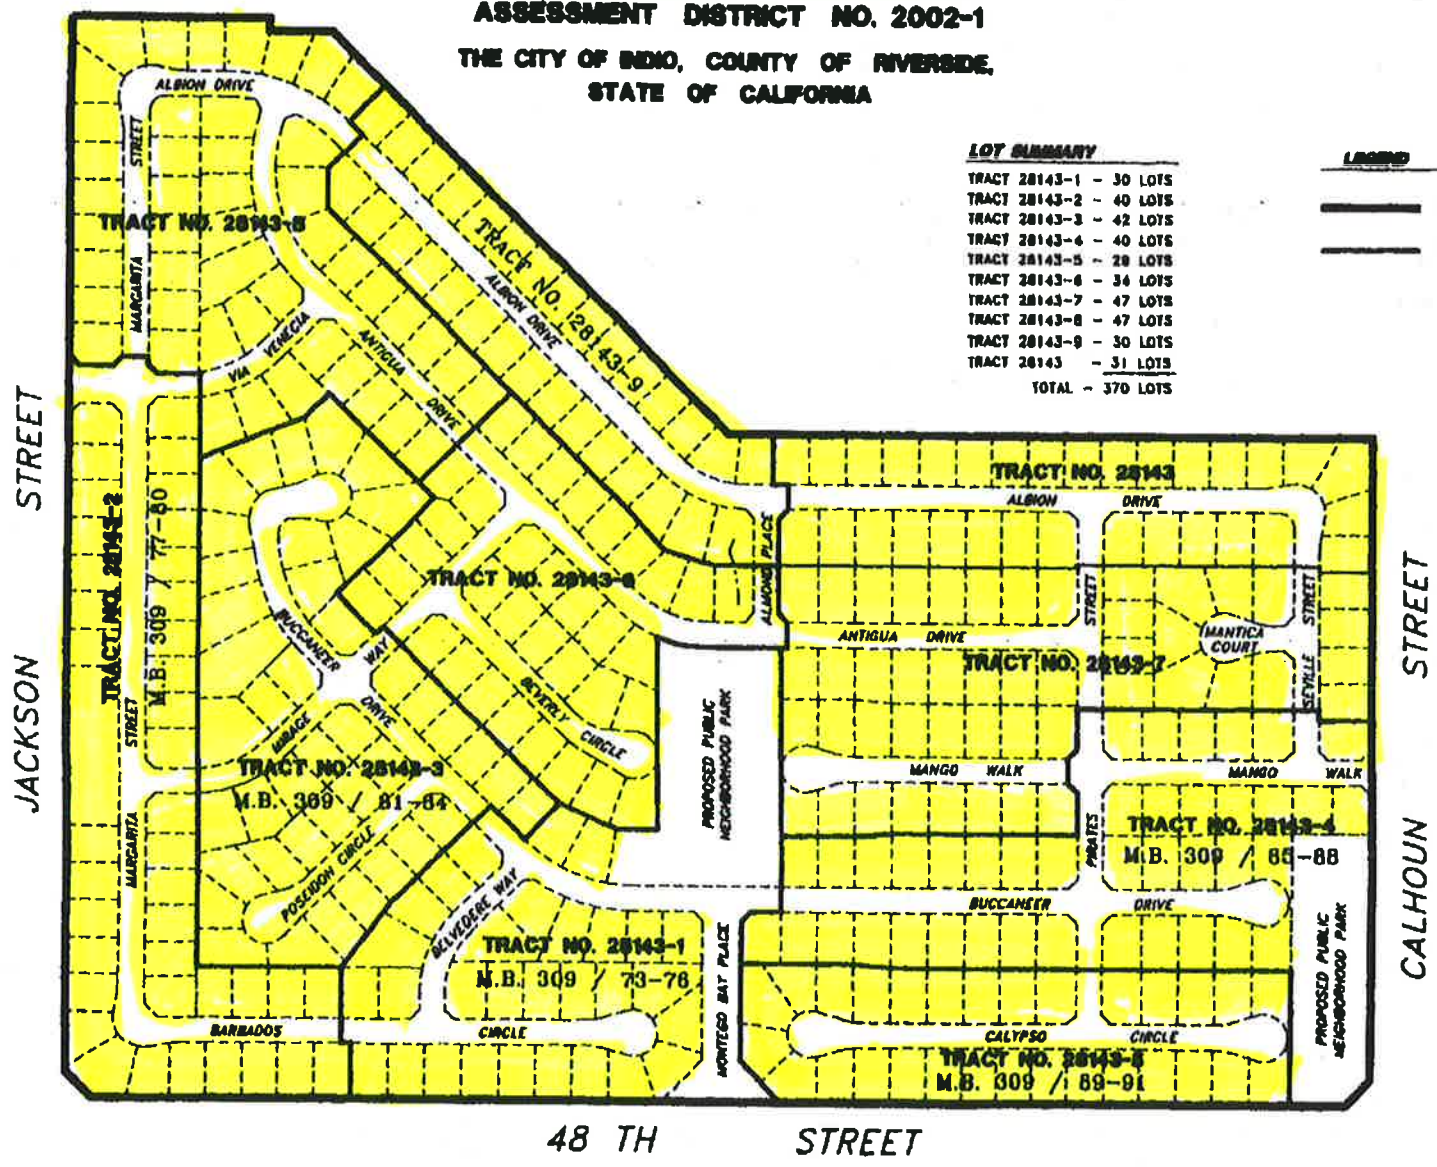 ASSESSMENT DISTRICT NO. 2002-1
THE CITY OF INDIO, COUNTY OF RIVERSIDE,
STATE OF CALIFORNIA
LOT SUMMARY
TRACT 28143-1 - 30 LOTS
TRACT 28143-2 - 40 LOTS
TRACT 28143-3 - 42 LOTS
TRACT 28143-4 - 40 LOTS
TRACT 28143-5 - 28 LOTS
TRACT 28143-6 - 34 LOTS
TRACT 28143-7 - 47 LOTS
TRACT 28143-8 - 47 LOTS
TRACT 28143-9 - 30 LOTS
TRACT 28143 - 31 LOTS
TOTAL - 370 LOTS
LEGEND
ALBION DRIVE
STREET
MARGARITA
TRACT NO. 28143-8
TRACT NO. 28143-9
ALBION DRIVE
VIA VENECIA
ANTIGUA DRIVE
JACKSON STREET
TRACT NO. 28143-2
M.B. 309 / 77-80
MARGARITA STREET
MARGARITA
TRACT NO. 28143
ALBION DRIVE
ALMOND PLACE
TRACT NO. 28143-6
BUCCANEER
WAY
DRIVE
MIRAGE
BEVERLY CIRCLE
STREET
SEVILLE STREET
MANTICA
COURT
ANTIGUA DRIVE
TRACT NO. 28143-7
CALHOUN STREET
PROPOSED PUBLIC
NEIGHBORHOOD PARK
TRACT NO. 28143-3
M.B. 309 / 81-84
MANGO WALK
MANGO WALK
PIRATES
TRACT NO. 28143-4
M.B. 309 / 85-88
POSEIDON CIRCLE
BELVEDERE WAY
BUCCANEER DRIVE
TRACT NO. 28143-1
M.B. 309 / 73-76
MONTEGO BAY PLACE
PROPOSED PUBLIC
NEIGHBORHOOD PARK
BARBADOS CIRCLE
CALYPSO CIRCLE
TRACT NO. 28143-5
M.B. 309 / 89-91
48 TH STREET